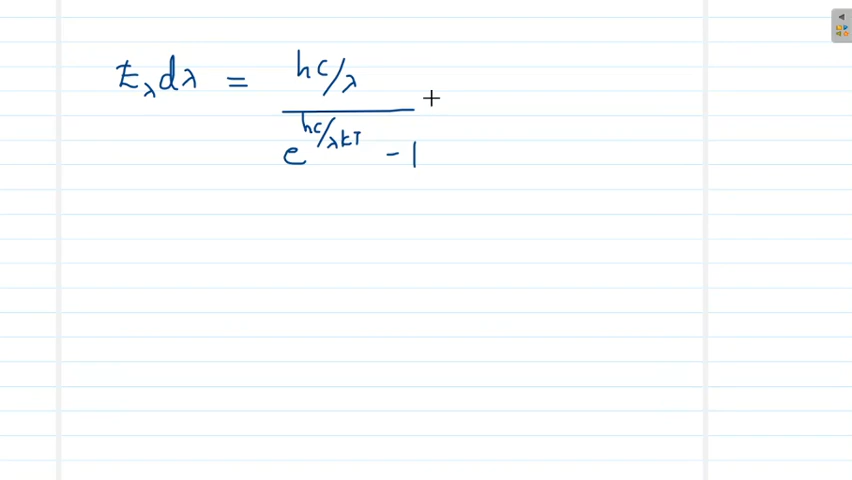 E_λ dλ = (hc/λ) / (e^(hc/λkT) - 1) +